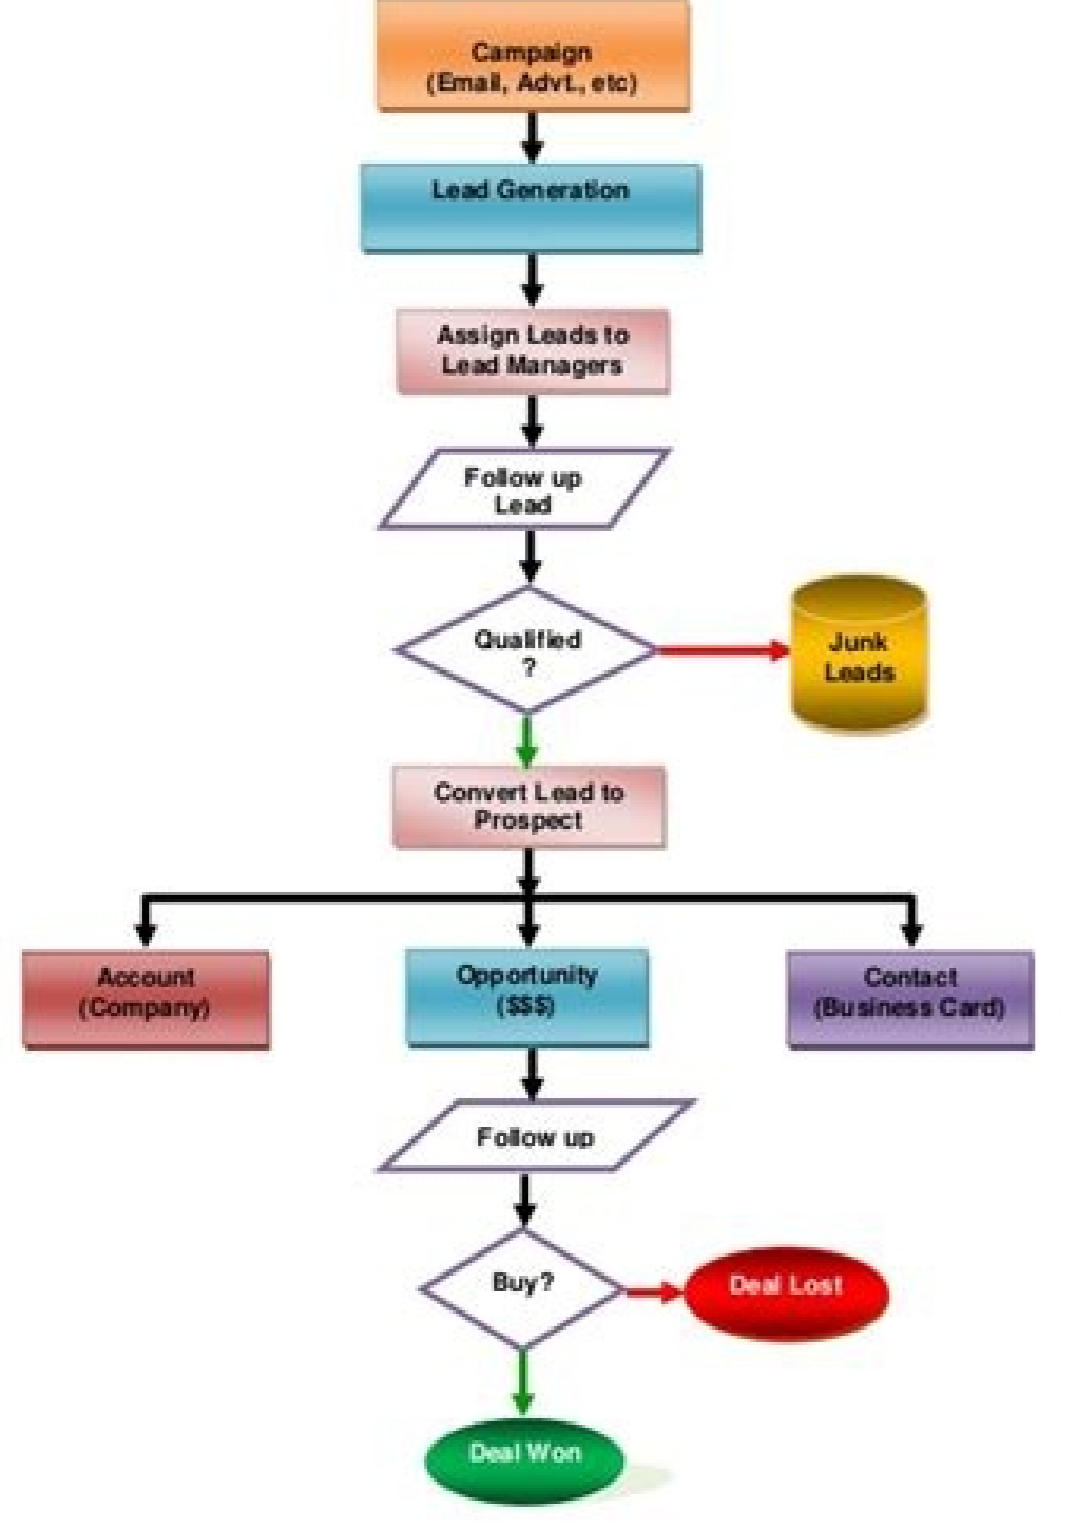 Campaign
(Email, Advt., etc)
Lead Generation
Assign Leads to
Lead Managers
Follow up
Lead
Qualified
?
Junk
Leads
Convert Lead to
Prospect
Account
(Company)
Opportunity
($$$)
Contact
(Business Card)
Follow up
Buy?
Deal Lost
Deal Won